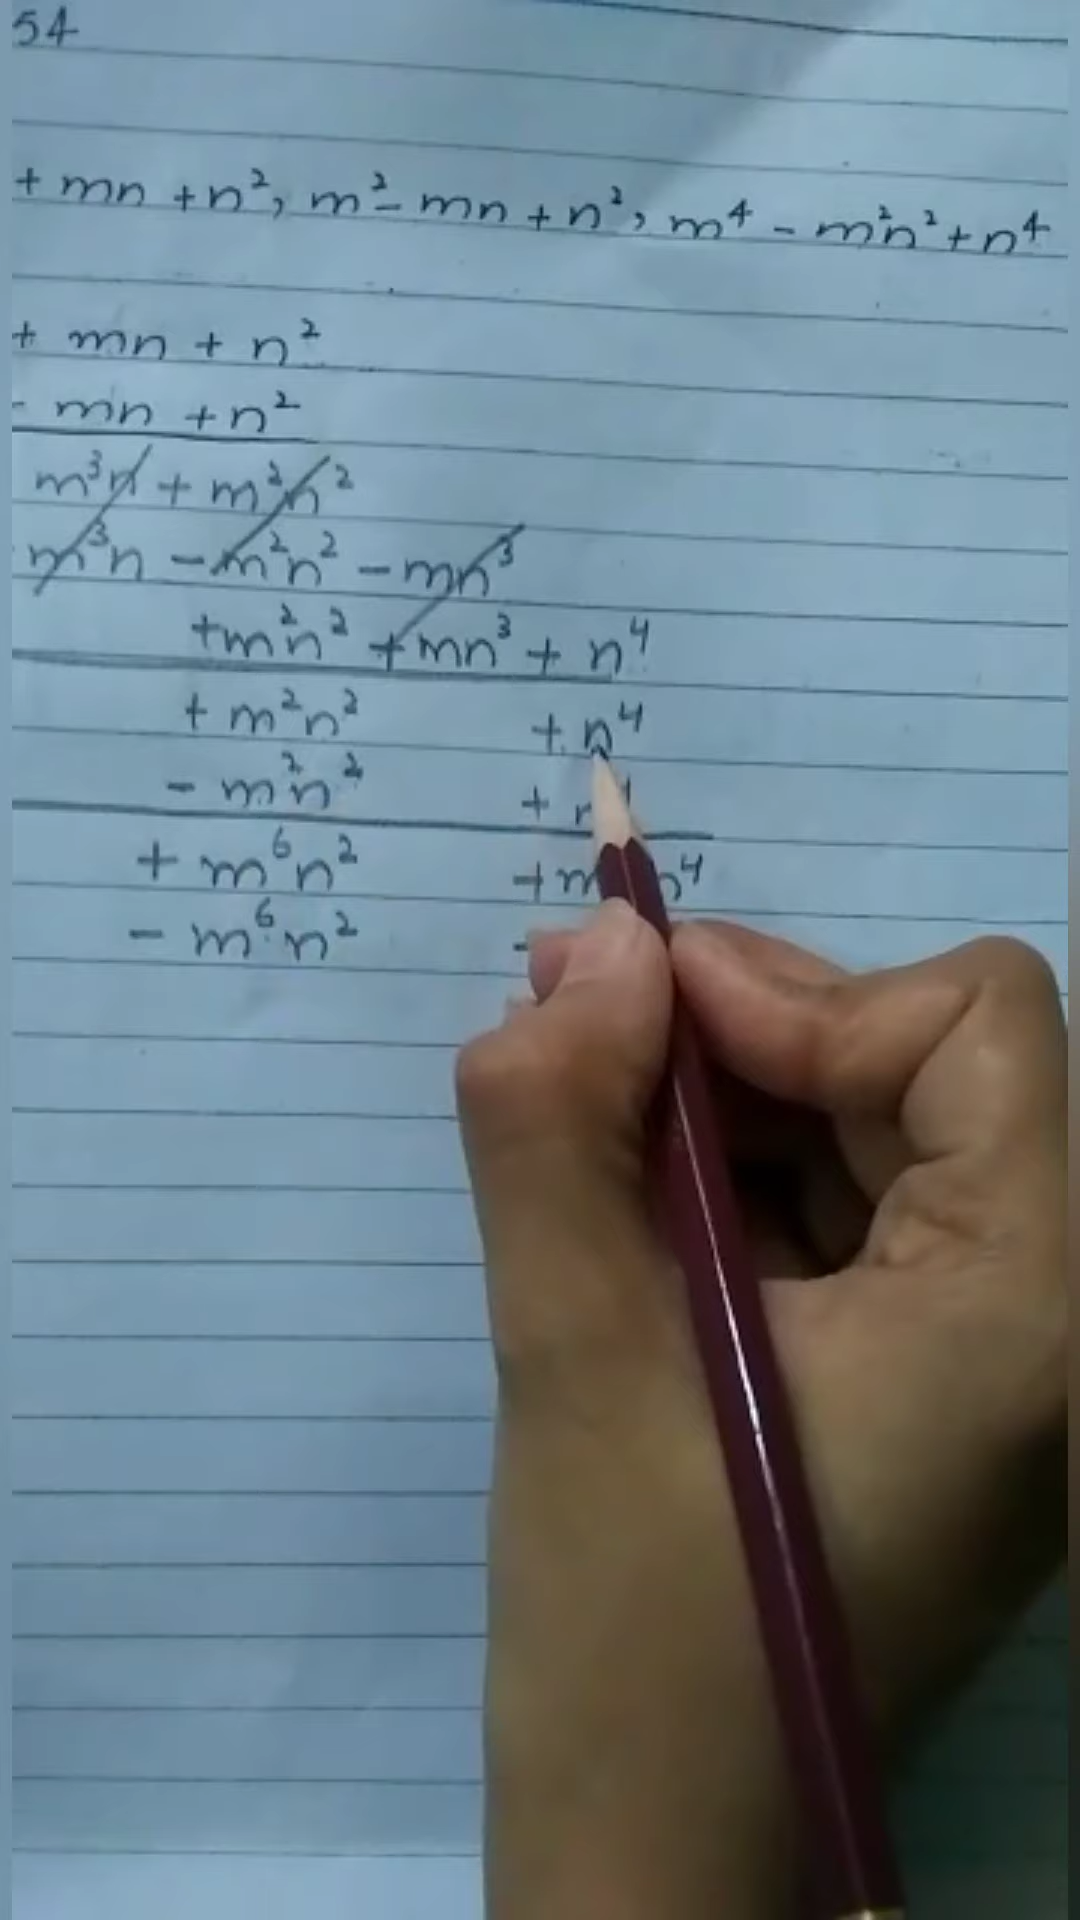 54
+ mn + n², m² - mn + n², m⁴ - m²n² + n⁴
+ mn + n²
- mn + n²
m³n + m²n²
m³n - m²n² - mn³
+m²n² + mn³ + n⁴
+ m²n² + n⁴
- m²n² +
+ m⁶n² + m n⁴
- m⁶n²